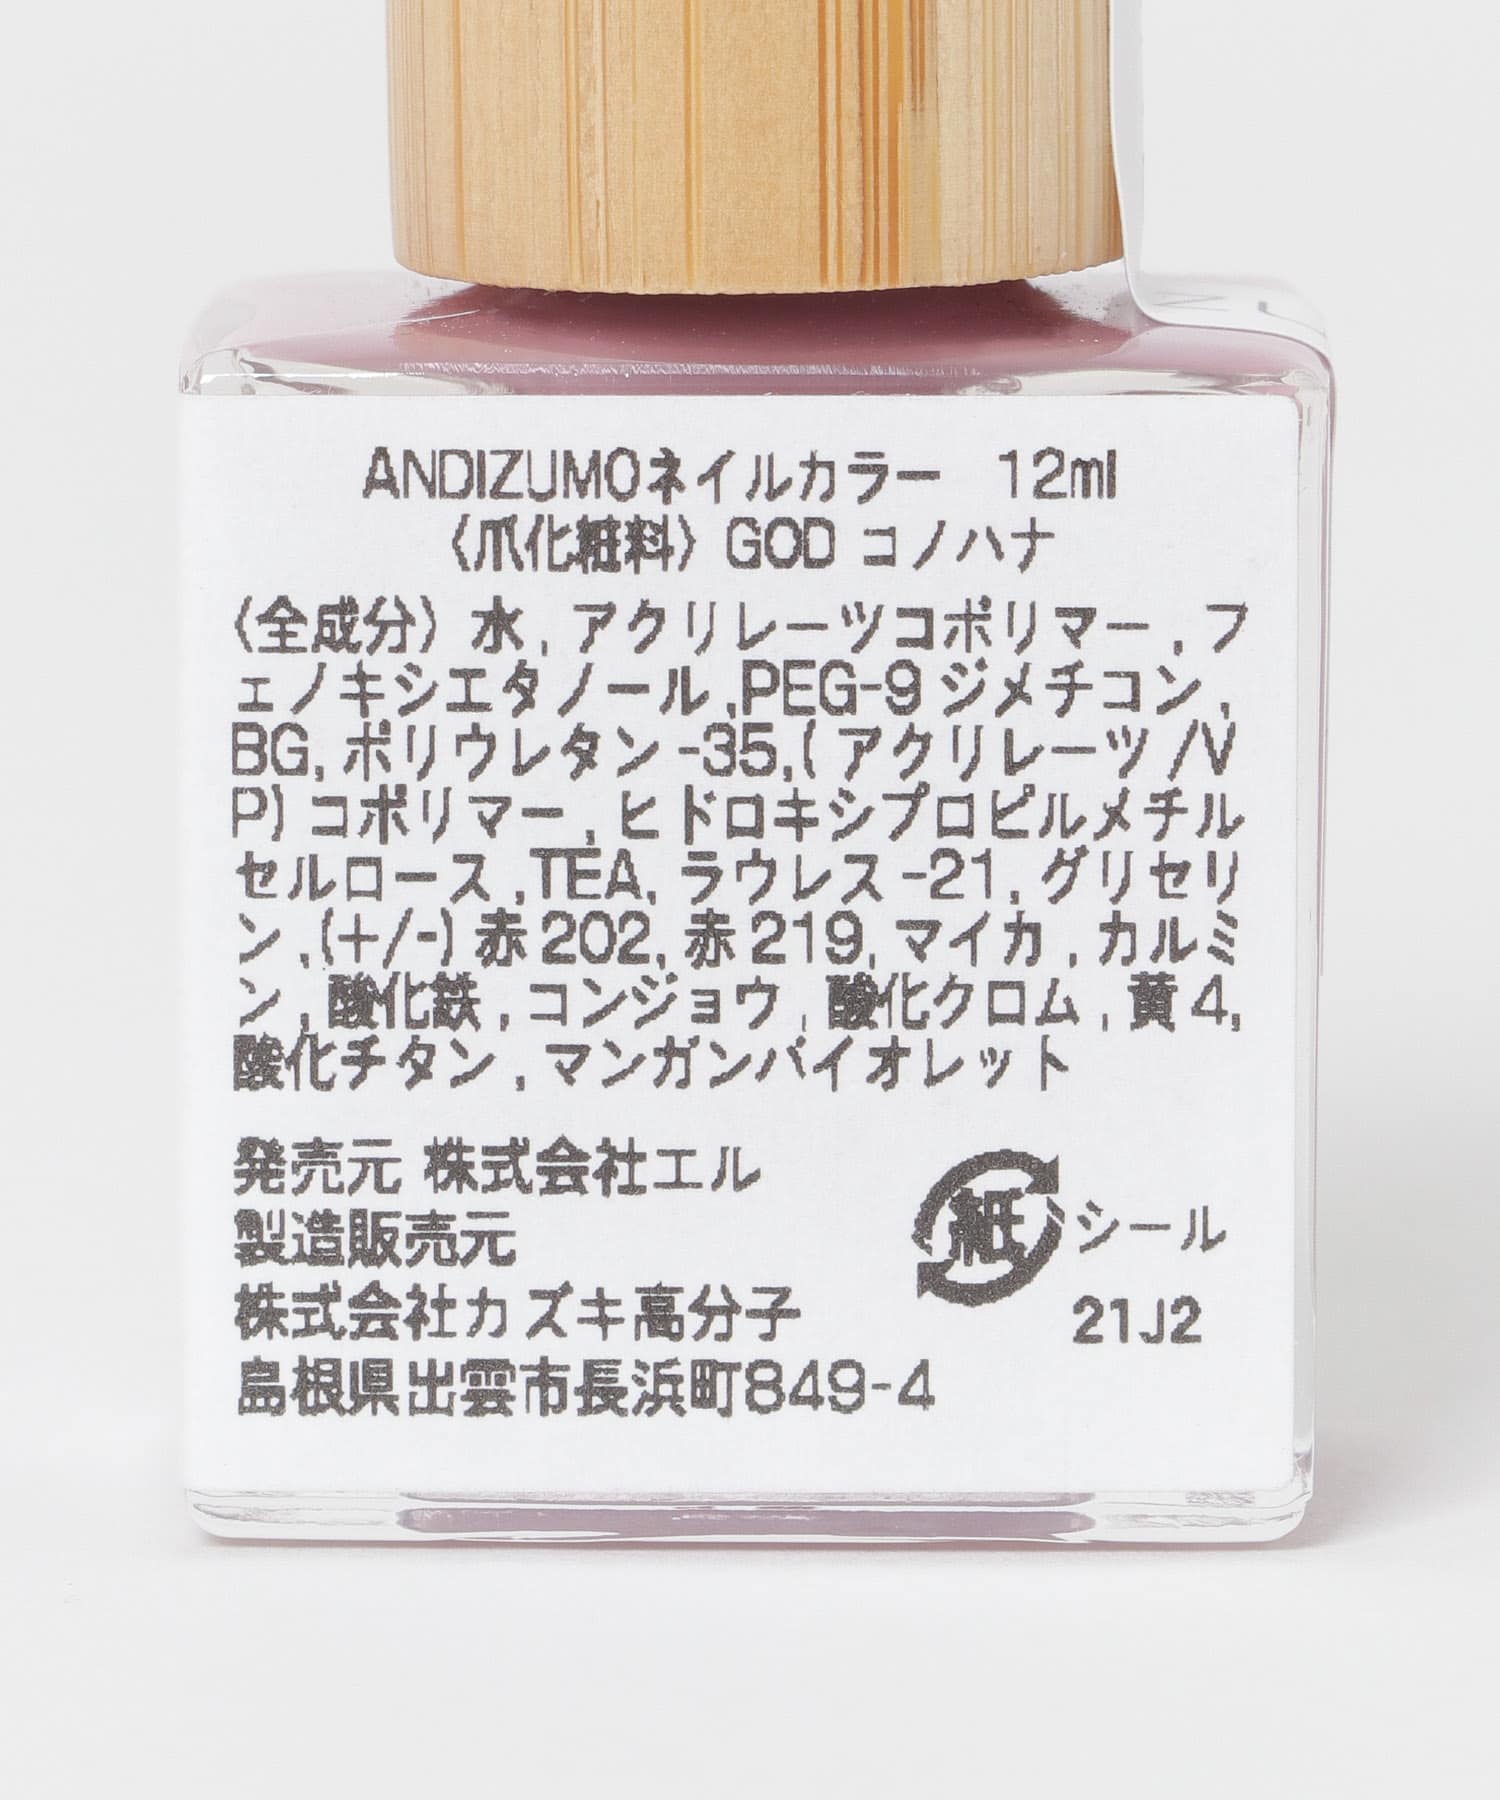 ANDIZUMOネイルカラー　12ml
〈爪化粧料〉GOD コノハナ
〈全成分〉水,アクリレーツコポリマー,フ
ェノキシエタノール,PEG-9ジメチコン,
BG,ポリウレタン-35,(アクリレーツ/V
P)コポリマー,ヒドロキシプロピルメチル
セルロース,TEA,ラウレス-21,グリセリ
ン,(+/-)赤202,赤219,マイカ,カルミ
ン,酸化鉄,コンジョウ,酸化クロム,黄4,
酸化チタン,マンガンバイオレット
発売元 株式会社エル
製造販売元
株式会社カズキ高分子
島根県出雲市長浜町849-4
紙シール
21J2